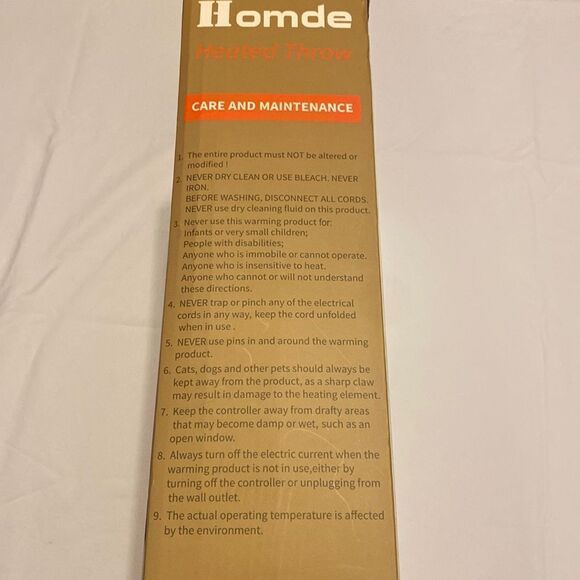 Homde
Heated Throw
CARE AND MAINTENANCE
1. The entire product must NOT be altered or
modified !
2. NEVER DRY CLEAN OR USE BLEACH. NEVER
IRON.
BEFORE WASHING, DISCONNECT ALL CORDS.
NEVER use dry cleaning fluid on this product.
3. Never use this warming product for:
Infants or very small children;
People with disabilities;
Anyone who is immobile or cannot operate.
Anyone who is insensitive to heat.
Anyone who cannot or will not understand
these directions.
4. NEVER trap or pinch any of the electrical
cords in any way, keep the cord unfolded
when in use .
5. NEVER use pins in and around the warming
product.
6. Cats, dogs and other pets should always be
kept away from the product, as a sharp claw
may result in damage to the heating element.
7. Keep the controller away from drafty areas
that may become damp or wet, such as an
open window.
8. Always turn off the electric current when the
warming product is not in use,either by
turning off the controller or unplugging from
the wall outlet.
9. The actual operating temperature is affected
by the environment.